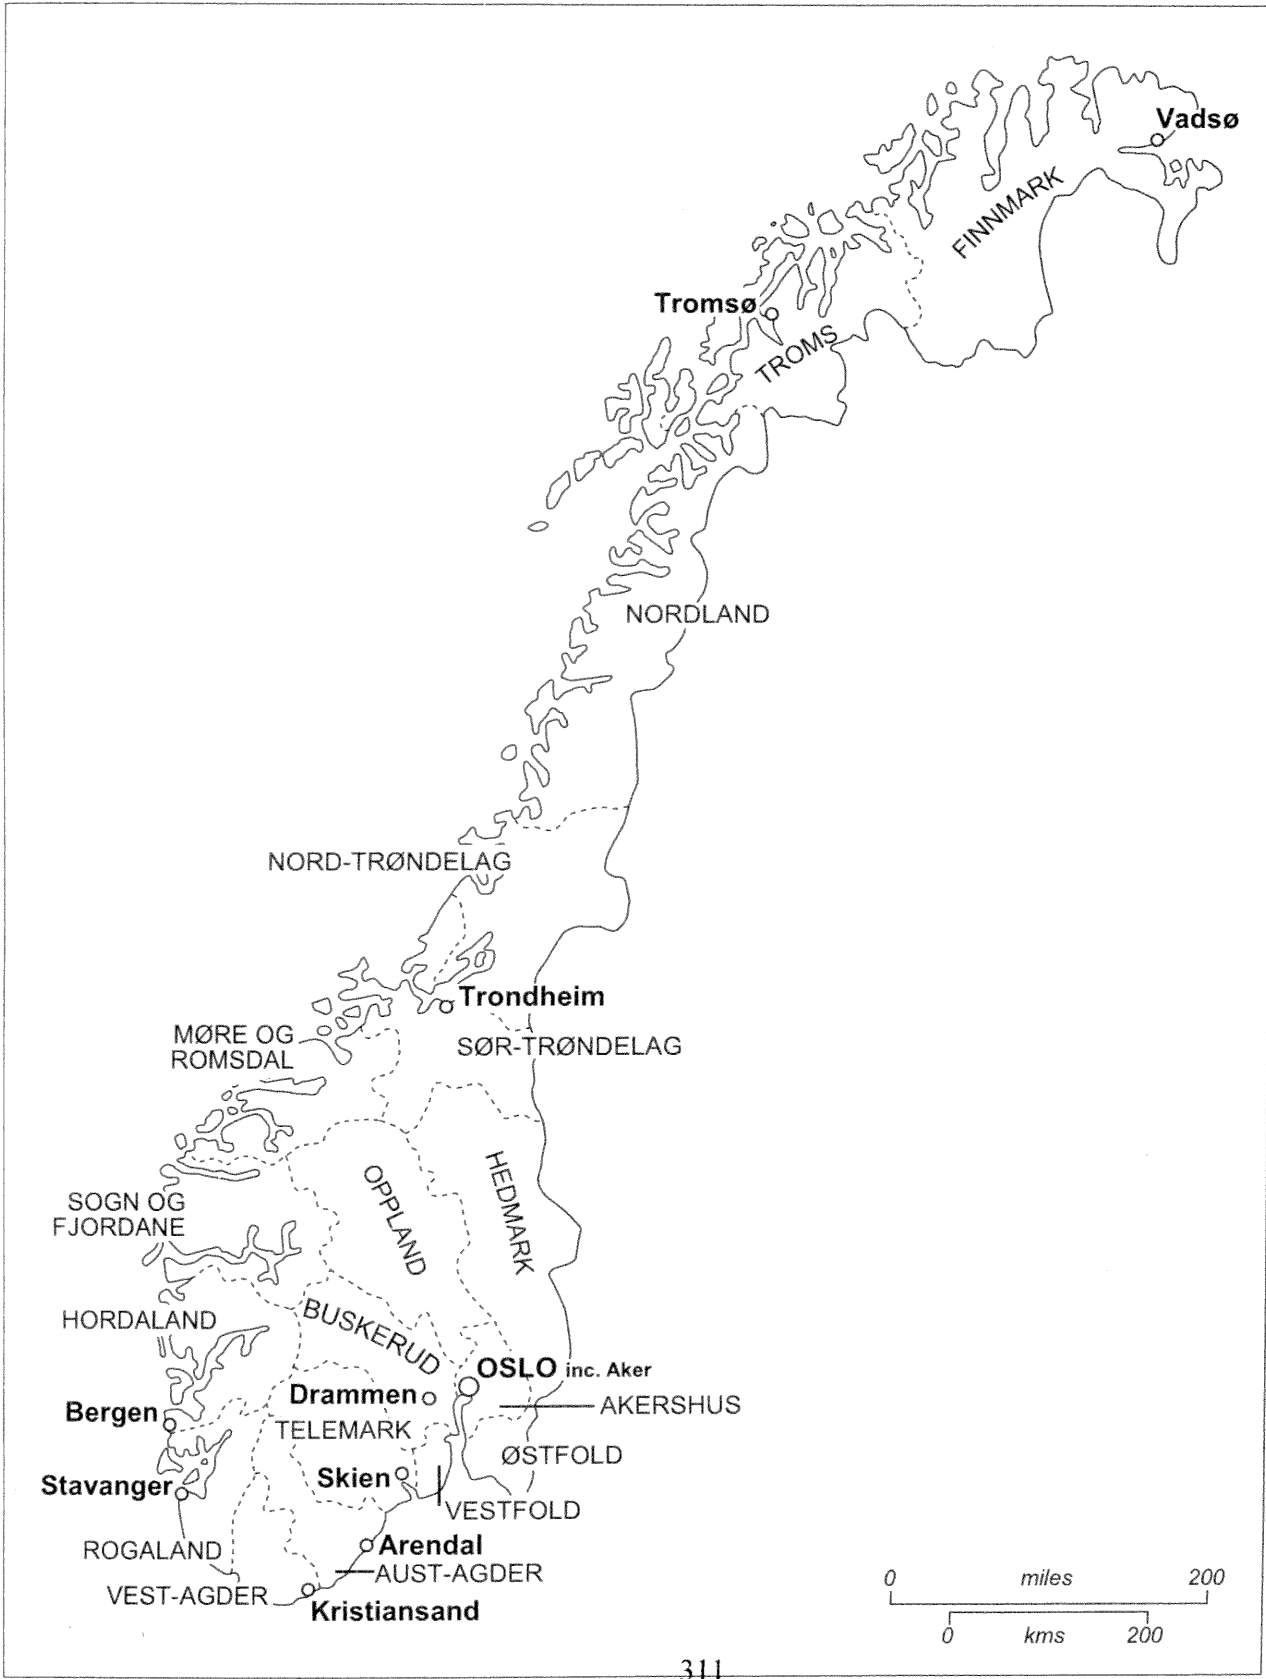 Vadsø
FINNMARK
Tromsø
TROMS
NORDLAND
NORD-TRØNDELAG
Trondheim
MØRE OG
ROMSDAL
SØR-TRØNDELAG
OPPLAND
HEDMARK
SOGN OG
FJORDANE
HORDALAND
BUSKERUD
OSLO inc. Aker
Drammen
AKERSHUS
Bergen
TELEMARK
ØSTFOLD
Skien
Stavanger
VESTFOLD
Arendal
ROGALAND
AUST-AGDER
VEST-AGDER
Kristiansand
0 miles 200
0 kms 200
311